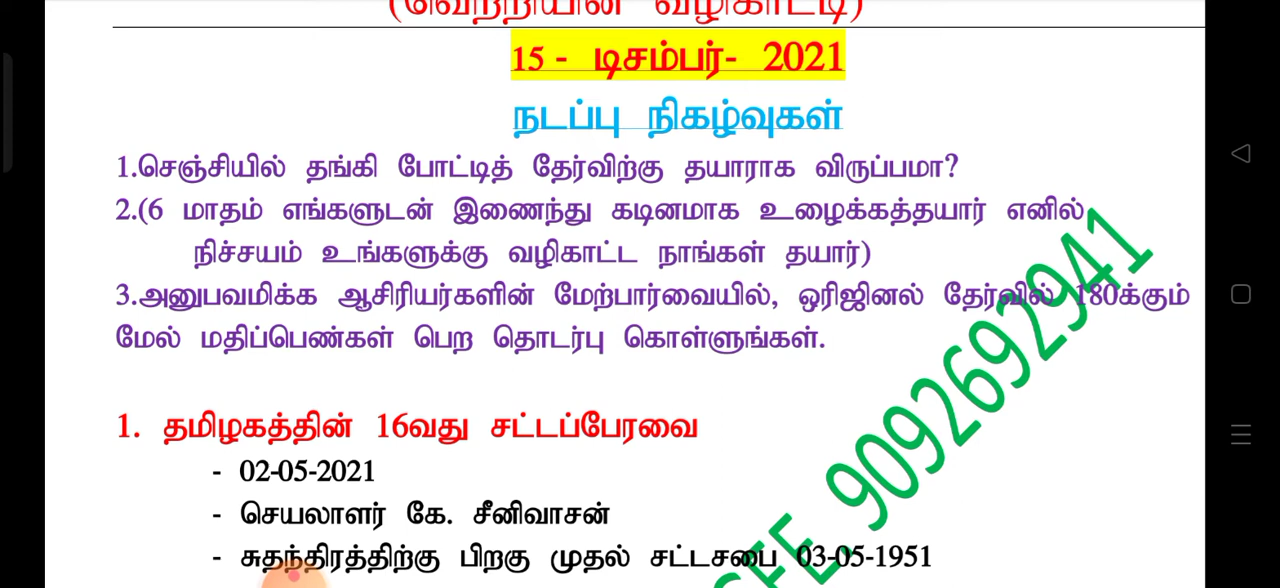 (வெற்றியின் வழிகாட்டி)
15 - டிசம்பர்- 2021
நடப்பு நிகழ்வுகள்
1.செஞ்சியில் தங்கி போட்டித் தேர்விற்கு தயாராக விருப்பமா?
2.(6 மாதம் எங்களுடன் இணைந்து கடினமாக உழைக்கத்தயார் எனில்
நிச்சயம் உங்களுக்கு வழிகாட்ட நாங்கள் தயார்)
3.அனுபவமிக்க ஆசிரியர்களின் மேற்பார்வையில், ஒரிஜினல் தேர்வில் 180க்கும்
மேல் மதிப்பெண்கள் பெற தொடர்பு கொள்ளுங்கள்.
1. தமிழகத்தின் 16வது சட்டப்பேரவை
- 02-05-2021
- செயலாளர் கே. சீனிவாசன்
- சுதந்திரத்திற்கு பிறகு முதல் சட்டசபை 03-05-1951
9092692941